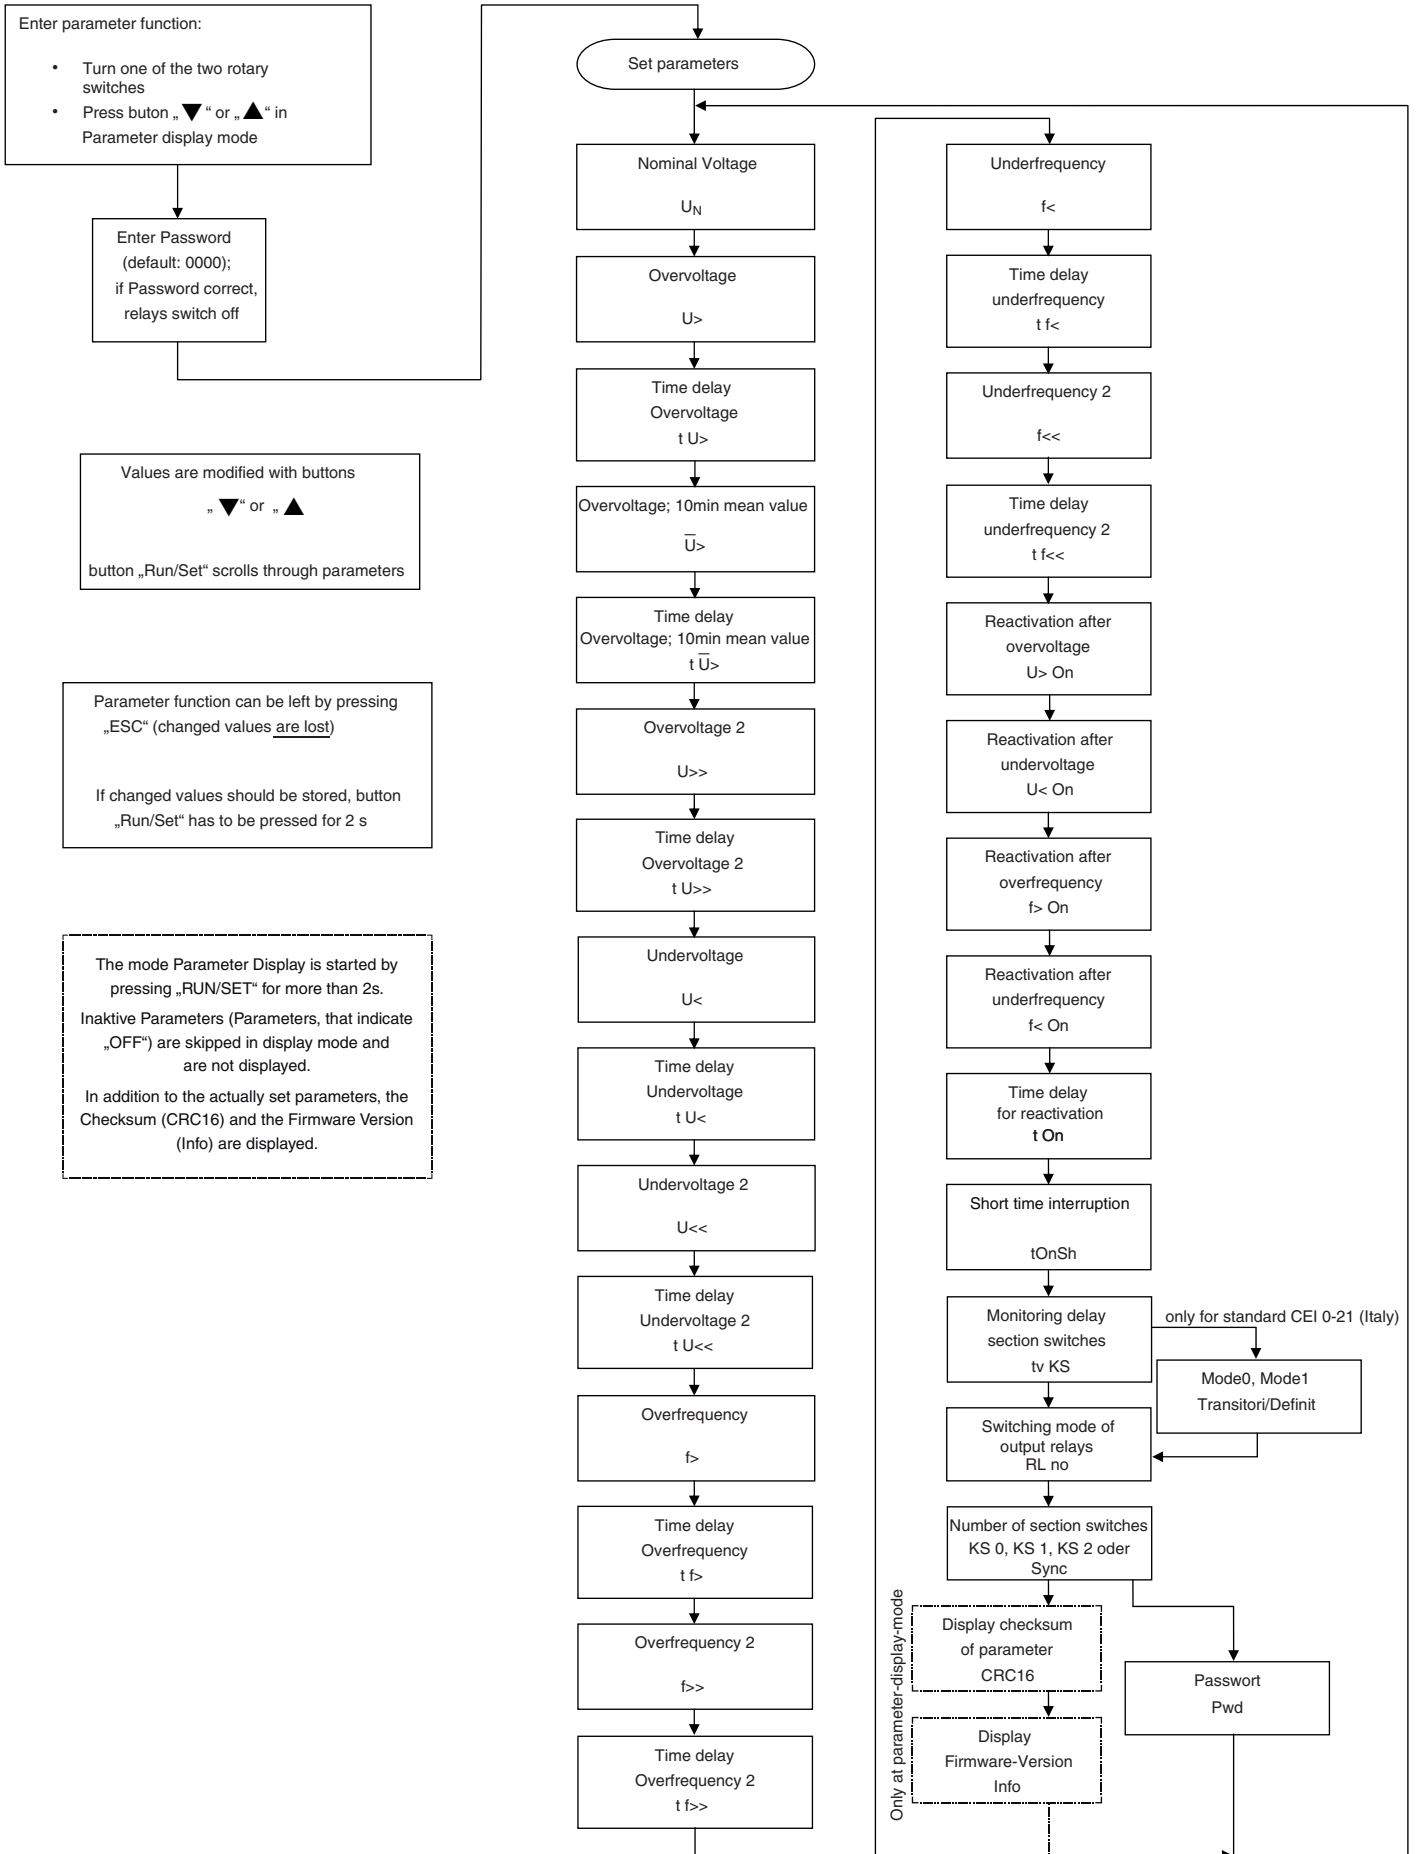 Enter parameter function:
• Turn one of the two rotary
switches
• Press buton „ ▼ “ or „ ▲ “ in
Parameter display mode
Enter Password
(default: 0000);
if Password correct,
relays switch off
Values are modified with buttons
„ ▼“ or „ ▲
button „Run/Set“ scrolls through parameters
Parameter function can be left by pressing
„ESC“ (changed values are lost)
If changed values should be stored, button
„Run/Set“ has to be pressed for 2 s
The mode Parameter Display is started by
pressing „RUN/SET“ for more than 2s.
Inaktive Parameters (Parameters, that indicate
„OFF“) are skipped in display mode and
are not displayed.
In addition to the actually set parameters, the
Checksum (CRC16) and the Firmware Version
(Info) are displayed.
Set parameters
Nominal Voltage
U_N
Overvoltage
U>
Time delay
Overvoltage
t U>
Overvoltage; 10min mean value
U̅>
Time delay
Overvoltage; 10min mean value
t U̅>
Overvoltage 2
U>>
Time delay
Overvoltage 2
t U>>
Undervoltage
U<
Time delay
Undervoltage
t U<
Undervoltage 2
U<<
Time delay
Undervoltage 2
t U<<
Overfrequency
f>
Time delay
Overfrequency
t f>
Overfrequency 2
f>>
Time delay
Overfrequency 2
t f>>
Underfrequency
f<
Time delay
underfrequency
t f<
Underfrequency 2
f<<
Time delay
underfrequency 2
t f<<
Reactivation after
overvoltage
U> On
Reactivation after
undervoltage
U< On
Reactivation after
overfrequency
f> On
Reactivation after
underfrequency
f< On
Time delay
for reactivation
t On
Short time interruption
tOnSh
Monitoring delay
section switches
tv KS
only for standard CEI 0-21 (Italy)
Mode0, Mode1
Transitori/Definit
Switching mode of
output relays
RL no
Number of section switches
KS 0, KS 1, KS 2 oder
Sync
Only at parameter-display-mode
Display checksum
of parameter
CRC16
Display
Firmware-Version
Info
Passwort
Pwd